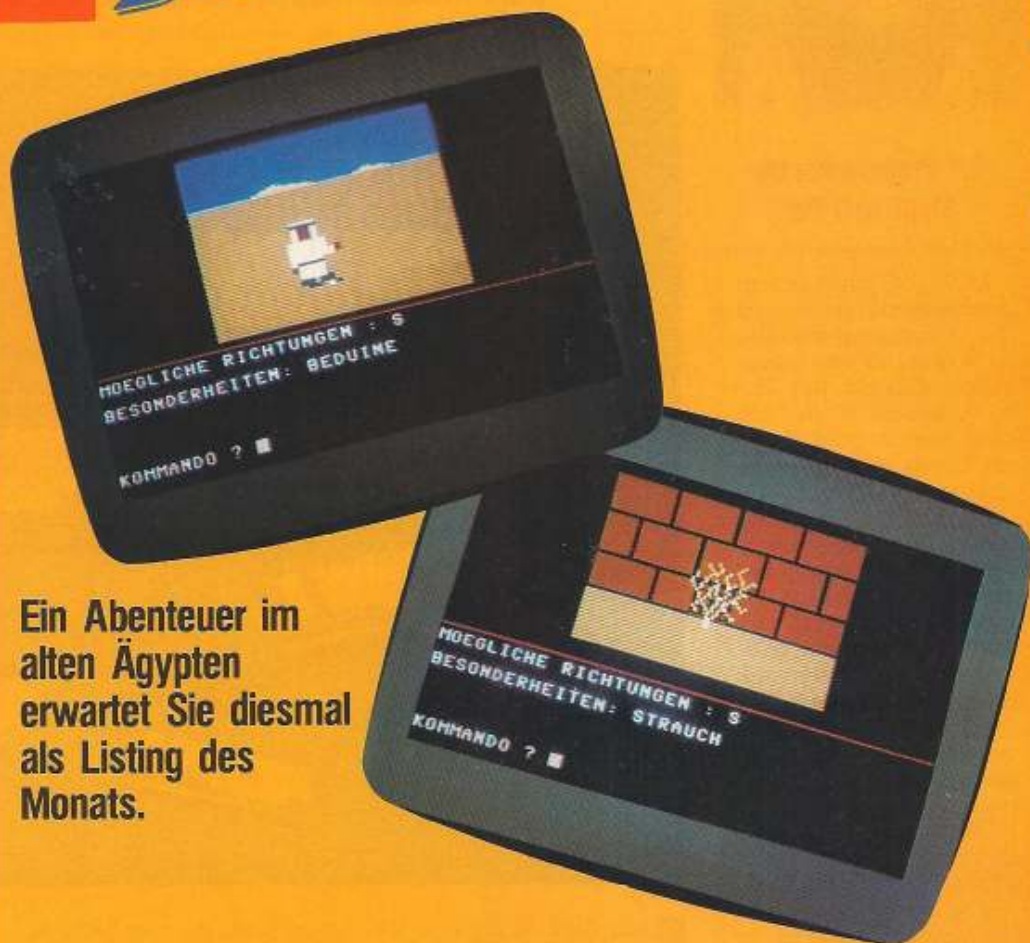 MOEGLICHE RICHTUNGEN : S
BESONDERHEITEN: BEDUINE
KOMMANDO ?
MOEGLICHE RICHTUNGEN : S
BESONDERHEITEN: STRAUCH
KOMMANDO ?
Ein Abenteuer im
alten Ägypten
erwartet Sie diesmal
als Listing des
Monats.